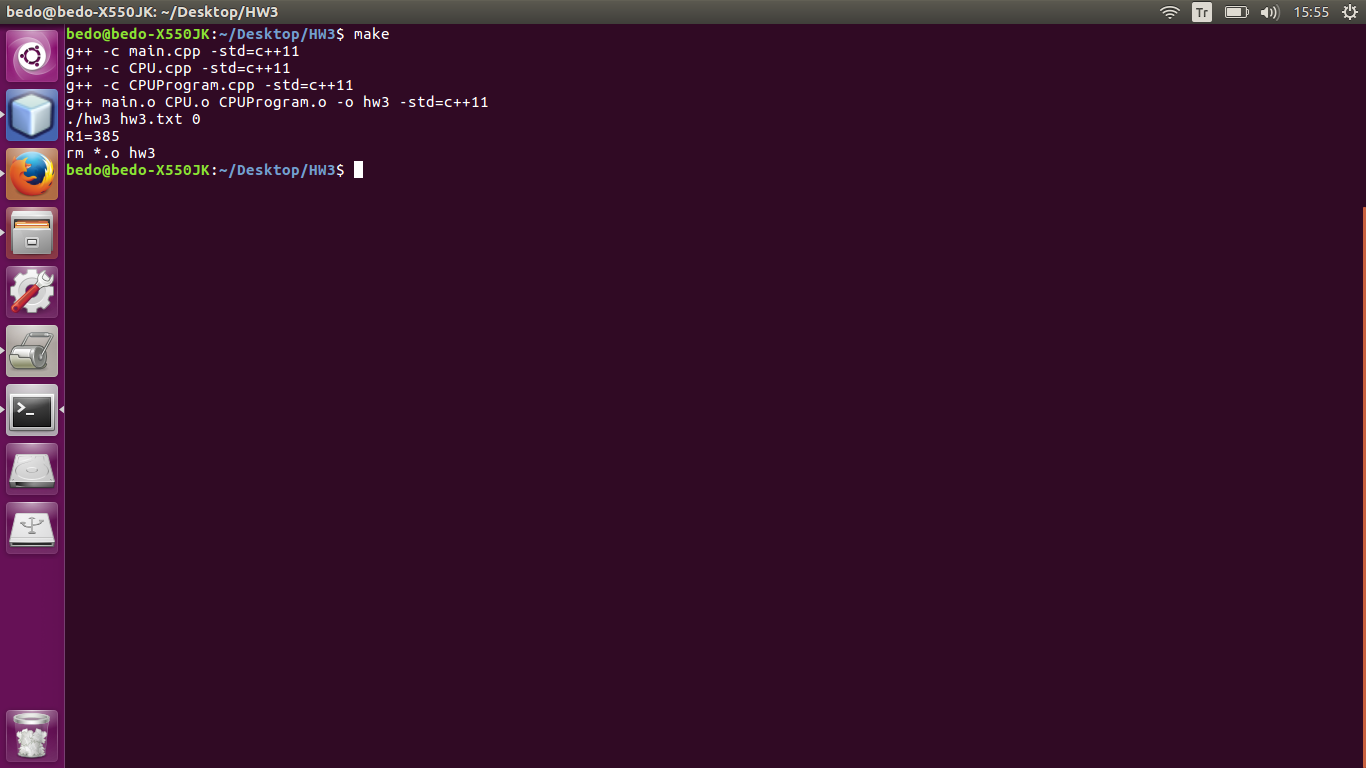 bedo@bedo-X550JK: ~/Desktop/HW3
Tr
15:55
bedo@bedo-X550JK:~/Desktop/HW3$ make
g++ -c main.cpp -std=c++11
g++ -c CPU.cpp -std=c++11
g++ -c CPUProgram.cpp -std=c++11
g++ main.o CPU.o CPUProgram.o -o hw3 -std=c++11
./hw3 hw3.txt 0
R1=385
rm *.o hw3
bedo@bedo-X550JK:~/Desktop/HW3$